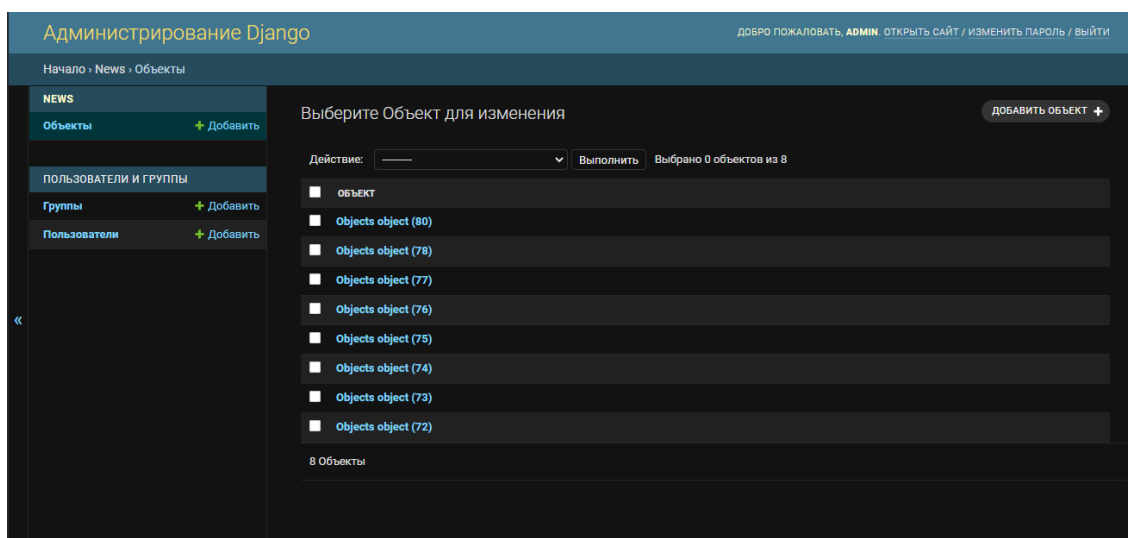 Администрирование Django
ДОБРО ПОЖАЛОВАТЬ, ADMIN. ОТКРЫТЬ САЙТ / ИЗМЕНИТЬ ПАРОЛЬ / ВЫЙТИ
Начало › News › Объекты
«
NEWS
Объекты + Добавить
ПОЛЬЗОВАТЕЛИ И ГРУППЫ
Группы + Добавить
Пользователи + Добавить
Выберите Объект для изменения
ДОБАВИТЬ ОБЪЕКТ +
Действие: --------- Выполнить Выбрано 0 объектов из 8
ОБЪЕКТ
Objects object (80)
Objects object (78)
Objects object (77)
Objects object (76)
Objects object (75)
Objects object (74)
Objects object (73)
Objects object (72)
8 Объекты